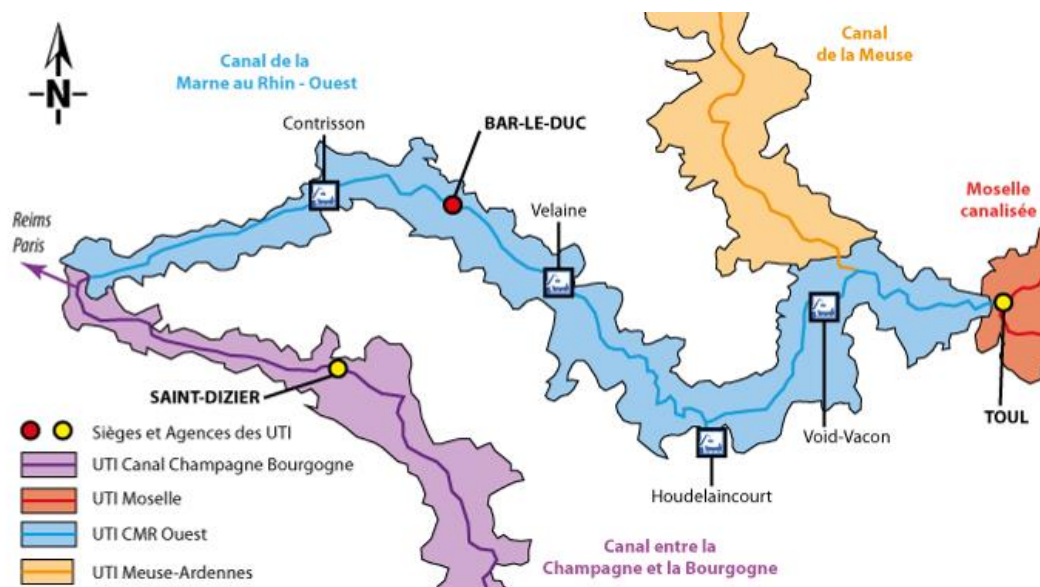 Canal
de la Meuse
Canal de la
Marne au Rhin - Ouest
N
Contrisson
BAR-LE-DUC
Moselle
canalisée
Velaine
Reims
Paris
SAINT-DIZIER
TOUL
Void-Vacon
Houdelaincourt
Sièges et Agences des UTI
UTI Canal Champagne Bourgogne
UTI Moselle
UTI CMR Ouest
UTI Meuse-Ardennes
Canal entre la
Champagne et la Bourgogne